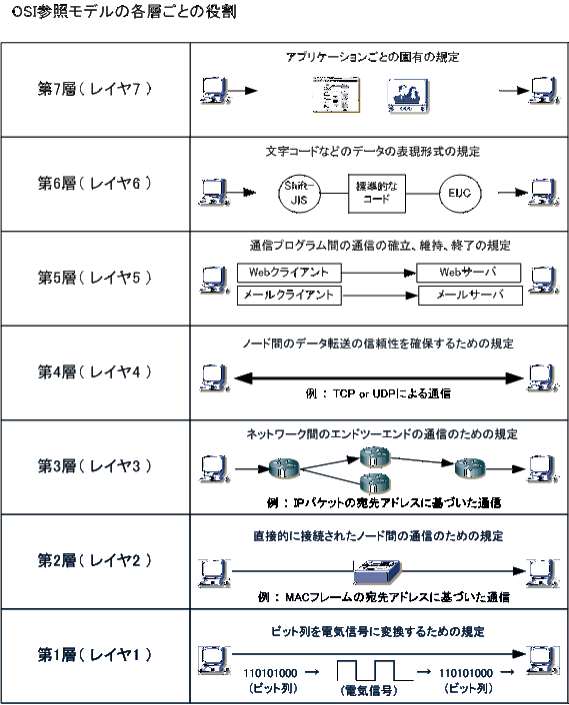 OSI参照モデルの各層ごとの役割
第7層（レイヤ7）
アプリケーションごとの固有の規定
第6層（レイヤ6）
文字コードなどのデータの表現形式の規定
Shift-
JIS
標準的な
コード
EUC
第5層（レイヤ5）
通信プログラム間の通信の確立、維持、終了の規定
Webクライアント
Webサーバ
メールクライアント
メールサーバ
第4層（レイヤ4）
ノード間のデータ転送の信頼性を確保するための規定
例 ： TCP or UDPによる通信
第3層（レイヤ3）
ネットワーク間のエンドツーエンドの通信のための規定
例 ： IPパケットの宛先アドレスに基づいた通信
第2層（レイヤ2）
直接的に接続されたノード間の通信のための規定
例 ： MACフレームの宛先アドレスに基づいた通信
第1層（レイヤ1）
ビット列を電気信号に変換するための規定
110101000 → → 110101000
（ビット列） （電気信号） （ビット列）